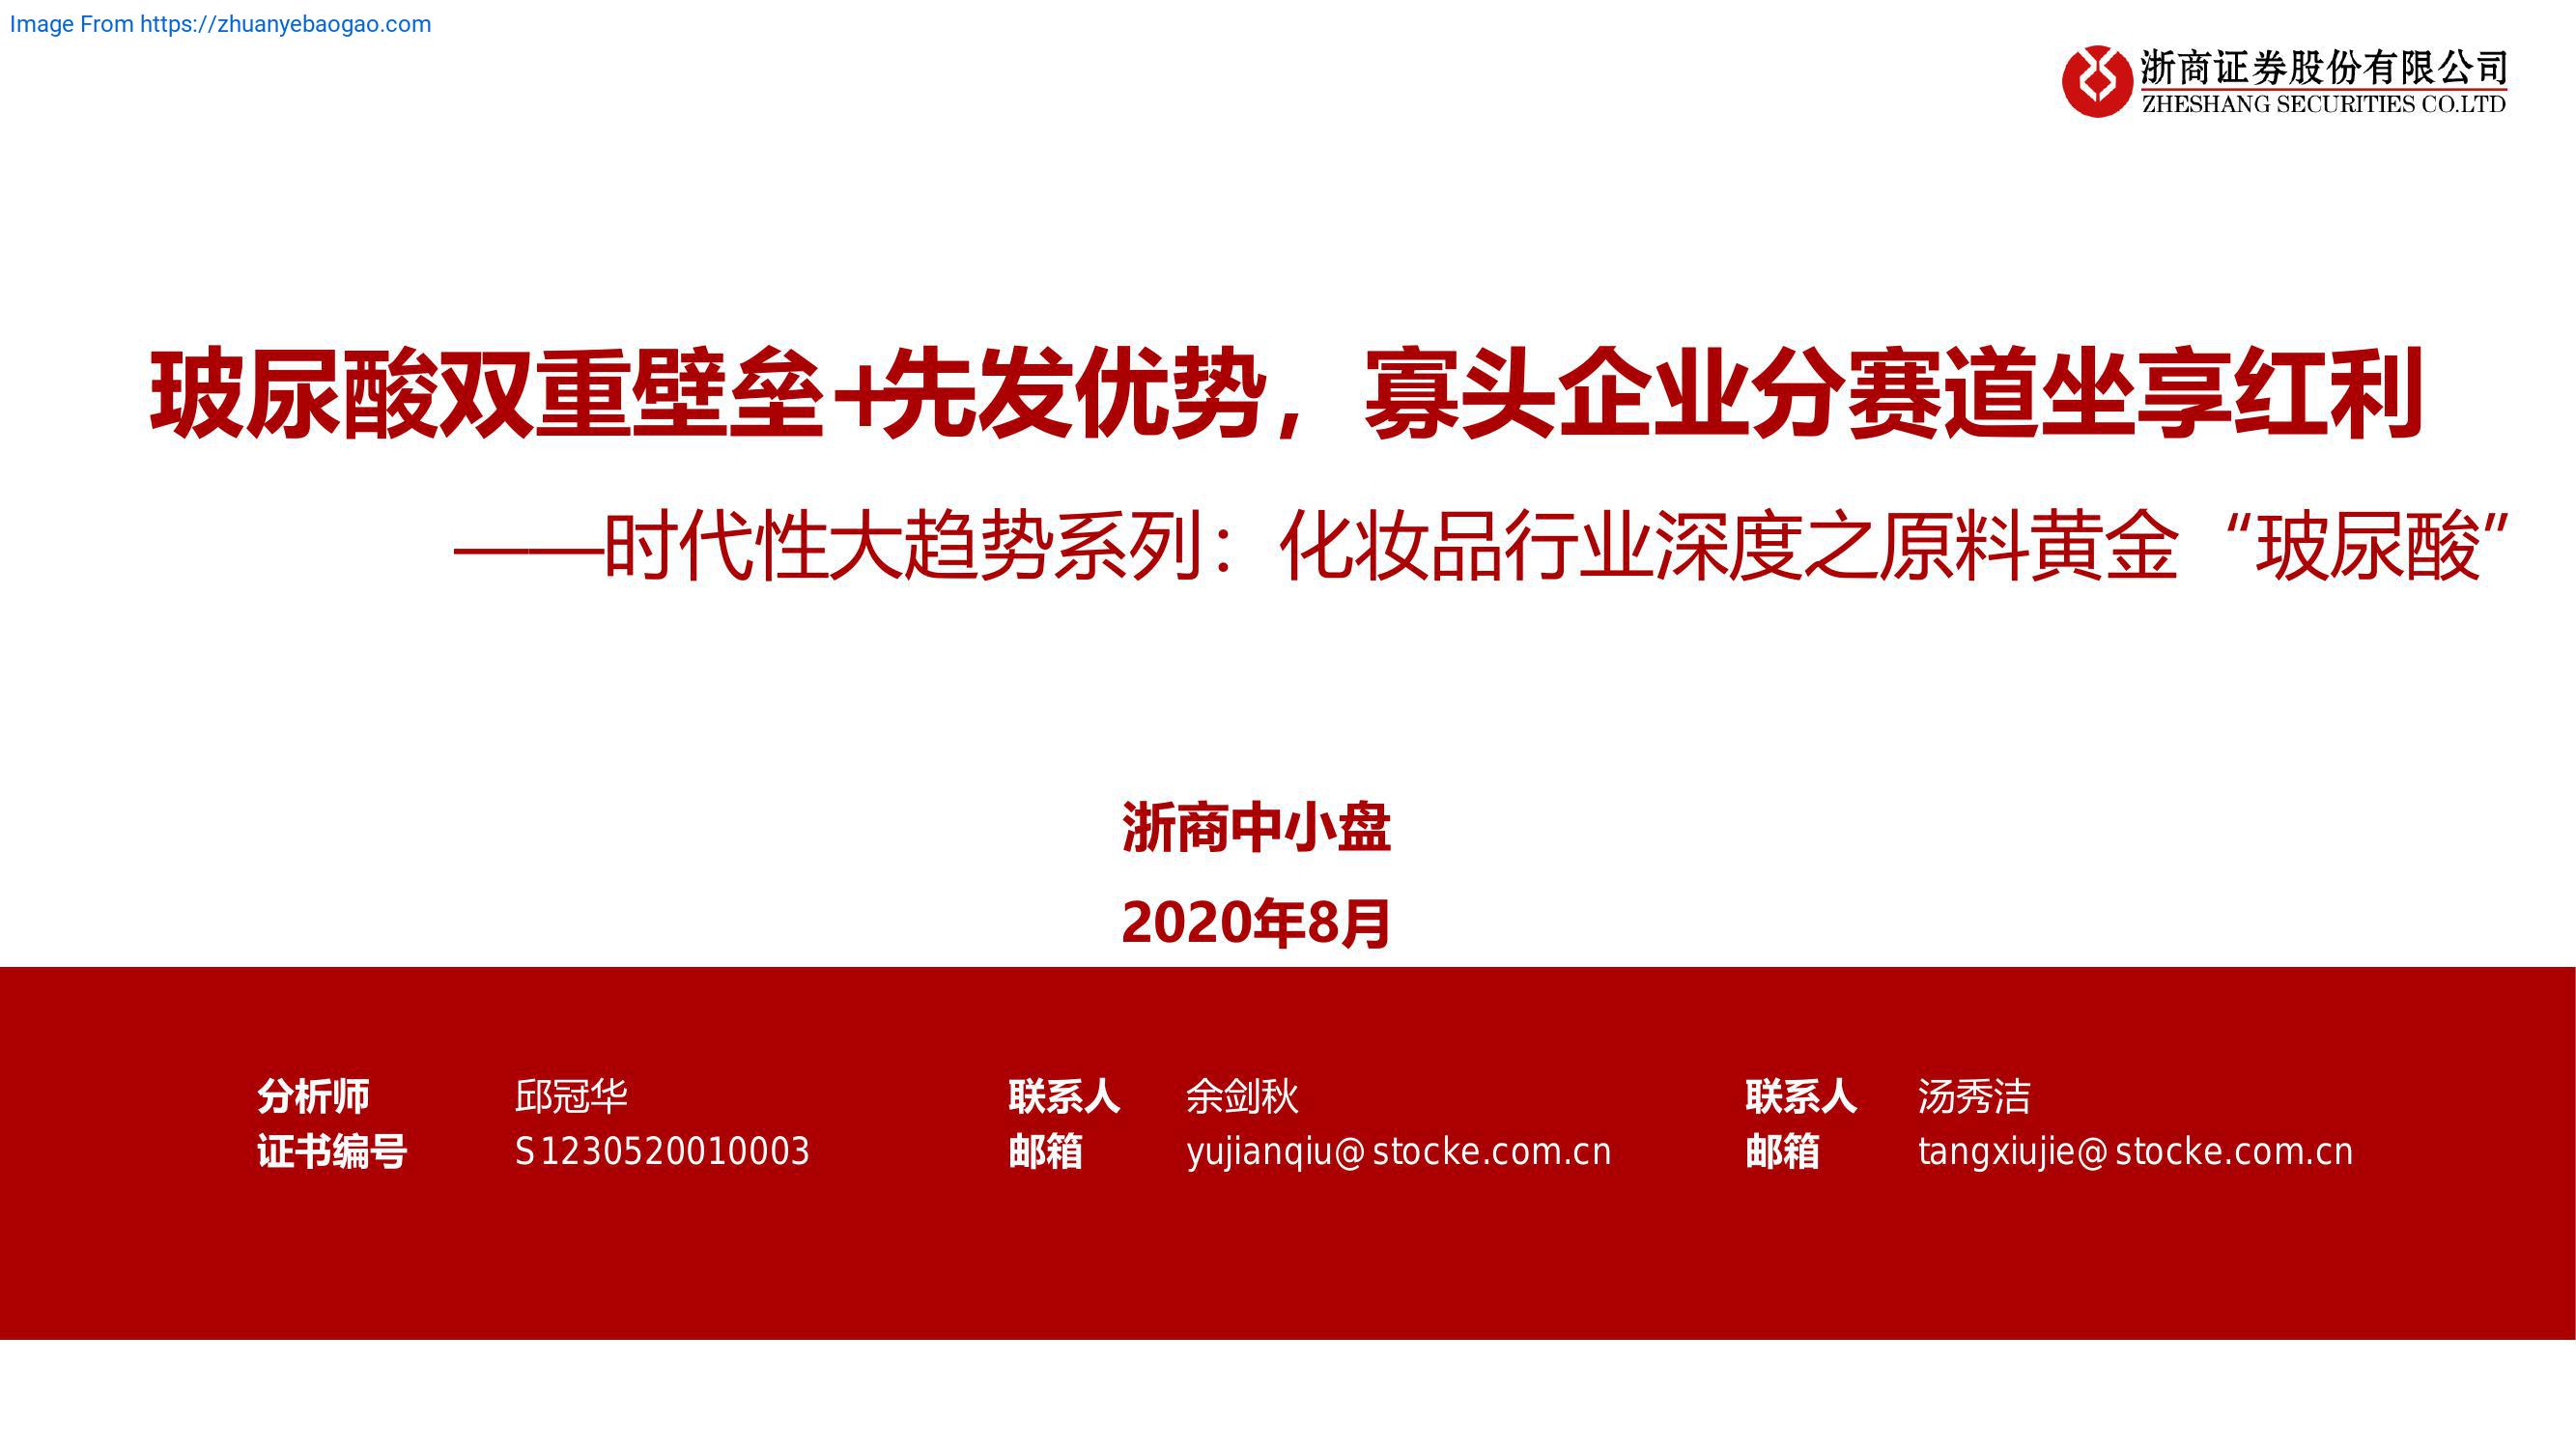 Image From https://zhuanyebaogao.com
浙商证券股份有限公司
ZHESHANG SECURITIES CO.LTD
玻尿酸双重壁垒+先发优势，寡头企业分赛道坐享红利
——时代性大趋势系列：化妆品行业深度之原料黄金“玻尿酸”
浙商中小盘
2020年8月
分析师 邱冠华 联系人 余剑秋 联系人 汤秀洁
证书编号 S1230520010003 邮箱 yujianqiu@stocke.com.cn 邮箱 tangxiujie@stocke.com.cn